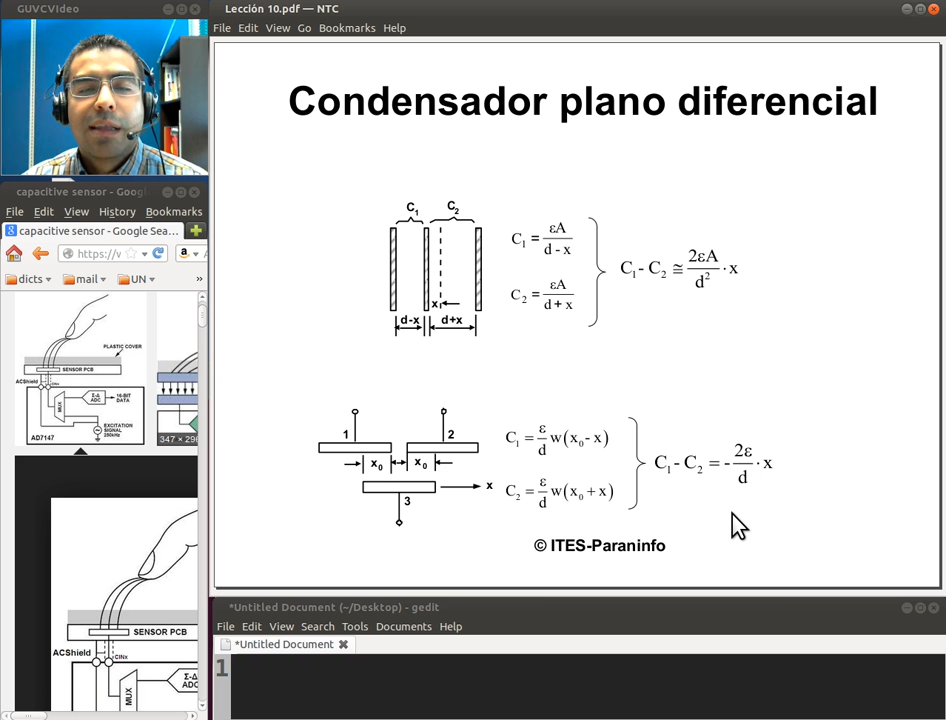 GUVCVIdeo
Lección 10.pdf — NTC
File Edit View Go Bookmarks Help
Condensador plano diferencial
C₁ C₂
x
d-x d+x
C₁ = εA / d - x
C₂ = εA / d + x
C₁ - C₂ ≅ 2εA / d² · x
1 2
x₀ x₀
3
x
C₁ = ε / d w(x₀ - x)
C₂ = ε / d w(x₀ + x)
C₁ - C₂ = - 2ε / d · x
© ITES-Paraninfo
capacitive sensor - Goog
File Edit View History Bookmarks
capacitive sensor - Google Sea...
https://v
dicts mail UN »
PLASTIC COVER
SENSOR PCB
ACShield
CINx
MUX
Σ-Δ
ADC
16-BIT
DATA
EXCITATION
SIGNAL
250kHz
AD7147
347 × 296
SENSOR PCB
ACShield
CINx
MUX
Σ-Δ
ADC
*Untitled Document (~/Desktop) - gedit
File Edit View Search Tools Documents Help
*Untitled Document
1